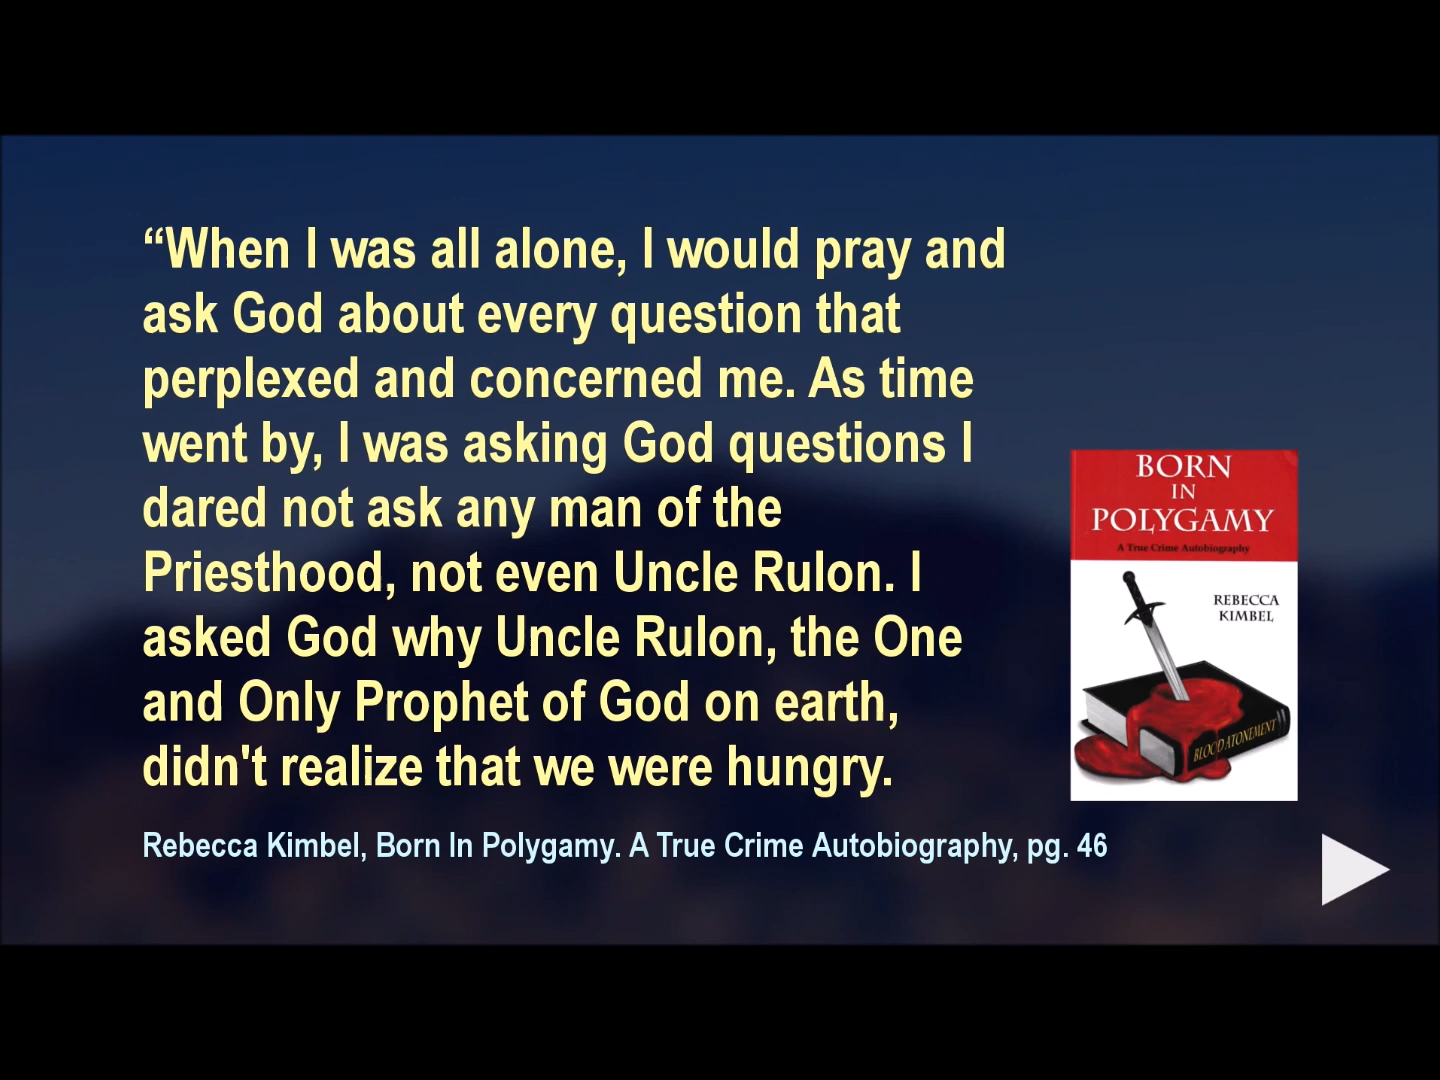 “When I was all alone, I would pray and
ask God about every question that
perplexed and concerned me. As time
went by, I was asking God questions I
dared not ask any man of the
Priesthood, not even Uncle Rulon. I
asked God why Uncle Rulon, the One
and Only Prophet of God on earth,
didn't realize that we were hungry.
Rebecca Kimbel, Born In Polygamy. A True Crime Autobiography, pg. 46
BORN
IN
POLYGAMY
A True Crime Autobiography
REBECCA
KIMBEL
BLOOD ATONEMENT